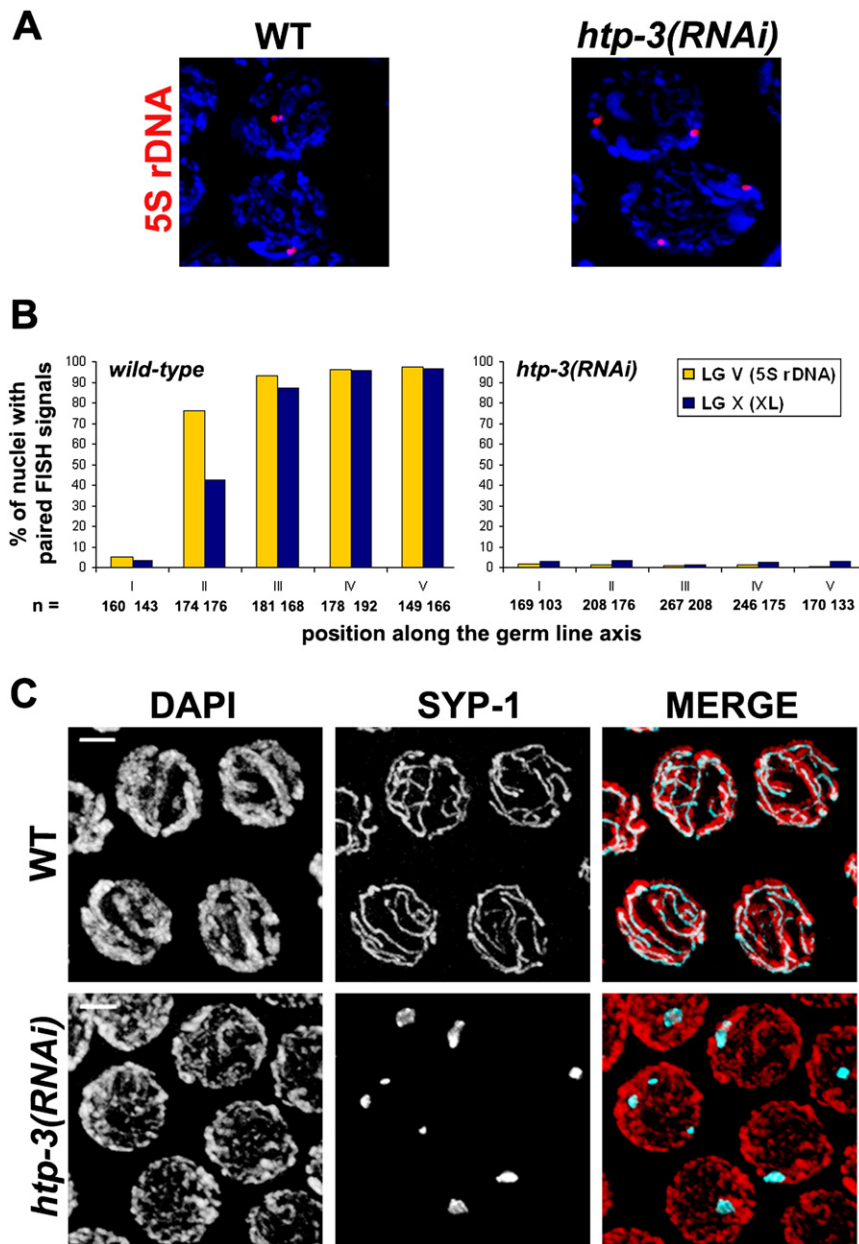 A
WT
htp-3(RNAi)
5S rDNA
B
% of nuclei with
paired FISH signals
100
90
80
70
60
50
40
30
20
10
0
wild-type
I II III IV V
n = 160 143 174 176 181 168 178 192 149 166
100
90
80
70
60
50
40
30
20
10
0
htp-3(RNAi)
LG V (5S rDNA)
LG X (XL)
I II III IV V
169 103 208 176 267 208 246 175 170 133
position along the germ line axis
C
DAPI
SYP-1
MERGE
WT
htp-3(RNAi)